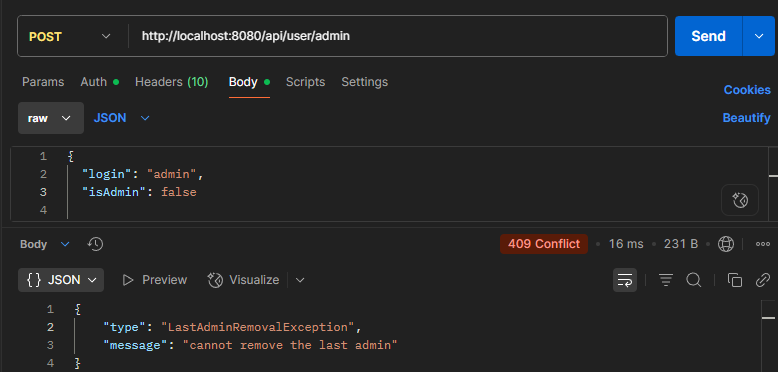 POST http://localhost:8080/api/user/admin Send
Params Auth Headers (10) Body Scripts Settings Cookies
raw JSON Beautify
1 {
2 "login": "admin",
3 "isAdmin": false
4
Body 409 Conflict • 16 ms • 231 B
{} JSON Preview Visualize
1 {
2 "type": "LastAdminRemovalException",
3 "message": "cannot remove the last admin"
4 }